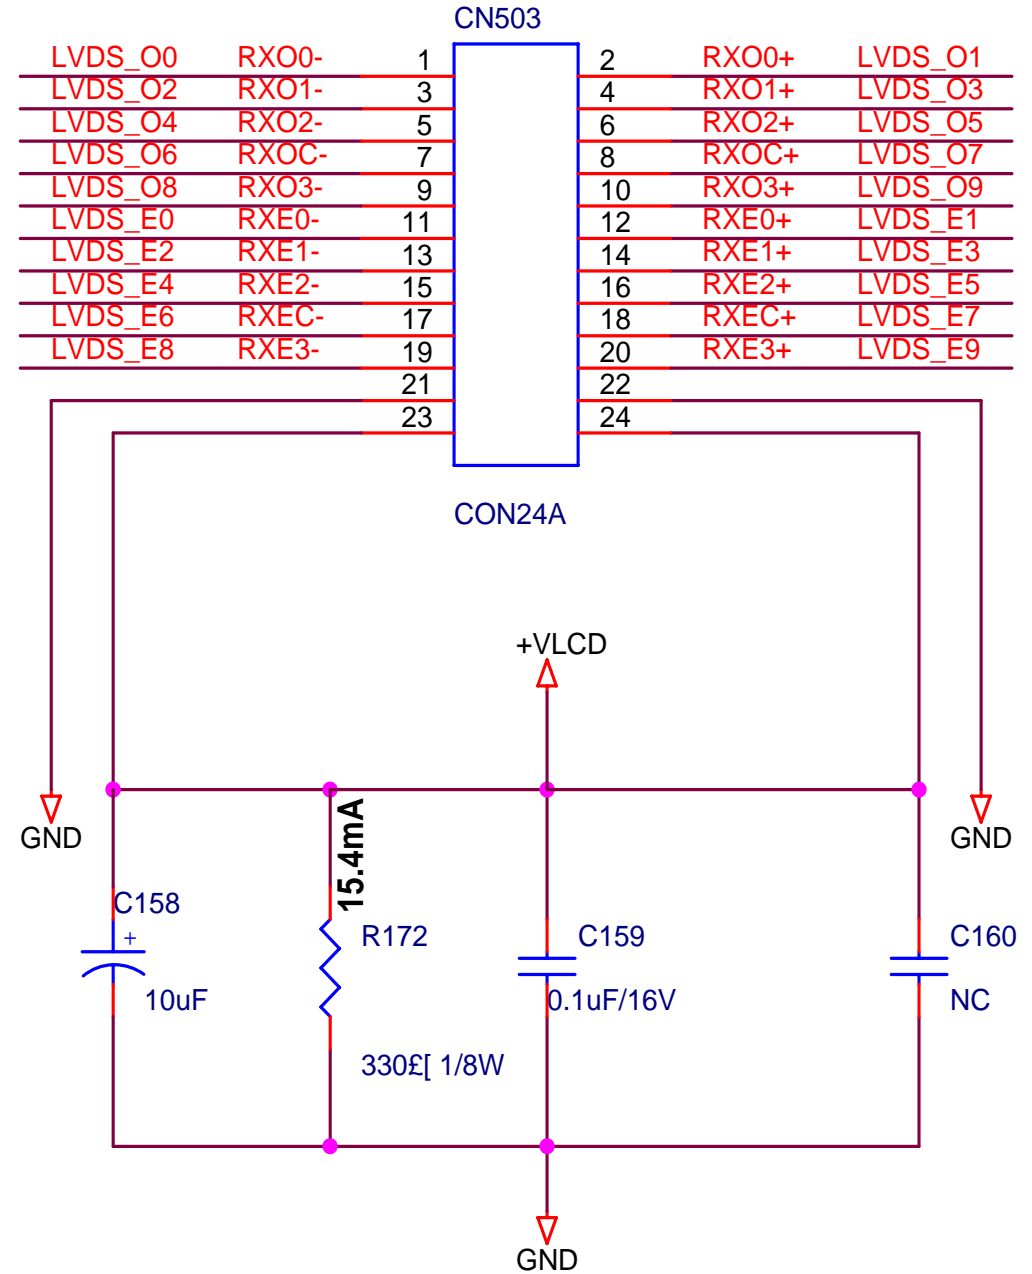 CN503
LVDS_O0 RXO0- 1 2 RXO0+ LVDS_O1
LVDS_O2 RXO1- 3 4 RXO1+ LVDS_O3
LVDS_O4 RXO2- 5 6 RXO2+ LVDS_O5
LVDS_O6 RXOC- 7 8 RXOC+ LVDS_O7
LVDS_O8 RXO3- 9 10 RXO3+ LVDS_O9
LVDS_E0 RXE0- 11 12 RXE0+ LVDS_E1
LVDS_E2 RXE1- 13 14 RXE1+ LVDS_E3
LVDS_E4 RXE2- 15 16 RXE2+ LVDS_E5
LVDS_E6 RXEC- 17 18 RXEC+ LVDS_E7
LVDS_E8 RXE3- 19 20 RXE3+ LVDS_E9
21 22
23 24
CON24A
+VLCD
GND
GND
15.4mA
C158
+
10uF
R172
330£[ 1/8W
C159
0.1uF/16V
C160
NC
GND